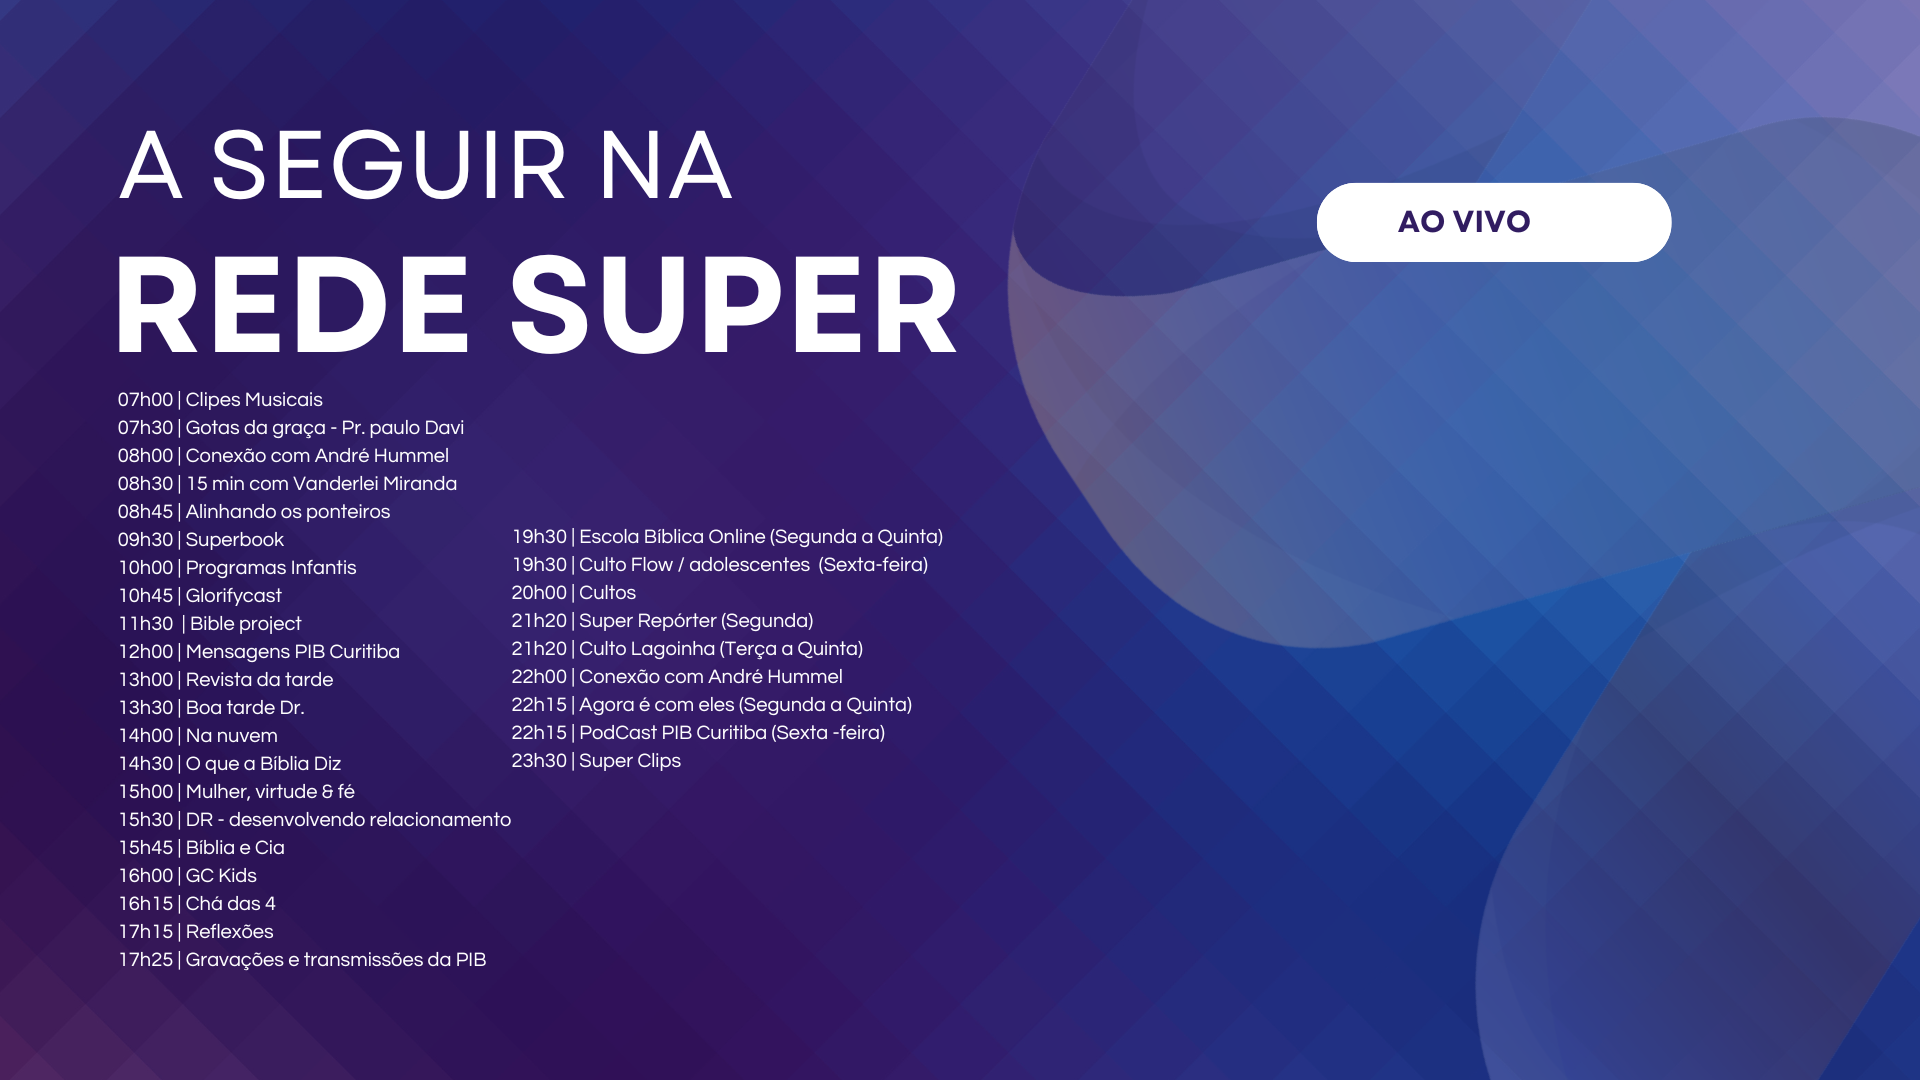 A SEGUIR NA
REDE SUPER
AO VIVO
07h00 | Clipes Musicais
07h30 | Gotas da graça - Pr. paulo Davi
08h00 | Conexão com André Hummel
08h30 | 15 min com Vanderlei Miranda
08h45 | Alinhando os ponteiros
09h30 | Superbook
10h00 | Programas Infantis
10h45 | Glorifycast
11h30  | Bible project
12h00 | Mensagens PIB Curitiba
13h00 | Revista da tarde
13h30 | Boa tarde Dr.
14h00 | Na nuvem
14h30 | O que a Bíblia Diz
15h00 | Mulher, virtude & fé
15h30 | DR - desenvolvendo relacionamento
15h45 | Bíblia e Cia
16h00 | GC Kids
16h15 | Chá das 4
17h15 | Reflexões
17h25 | Gravações e transmissões da PIB
19h30 | Escola Bíblica Online (Segunda a Quinta)
19h30 | Culto Flow / adolescentes  (Sexta-feira)
20h00 | Cultos
21h20 | Super Repórter (Segunda)
21h20 | Culto Lagoinha (Terça a Quinta)
22h00 | Conexão com André Hummel
22h15 | Agora é com eles (Segunda a Quinta)
22h15 | PodCast PIB Curitiba (Sexta -feira)
23h30 | Super Clips